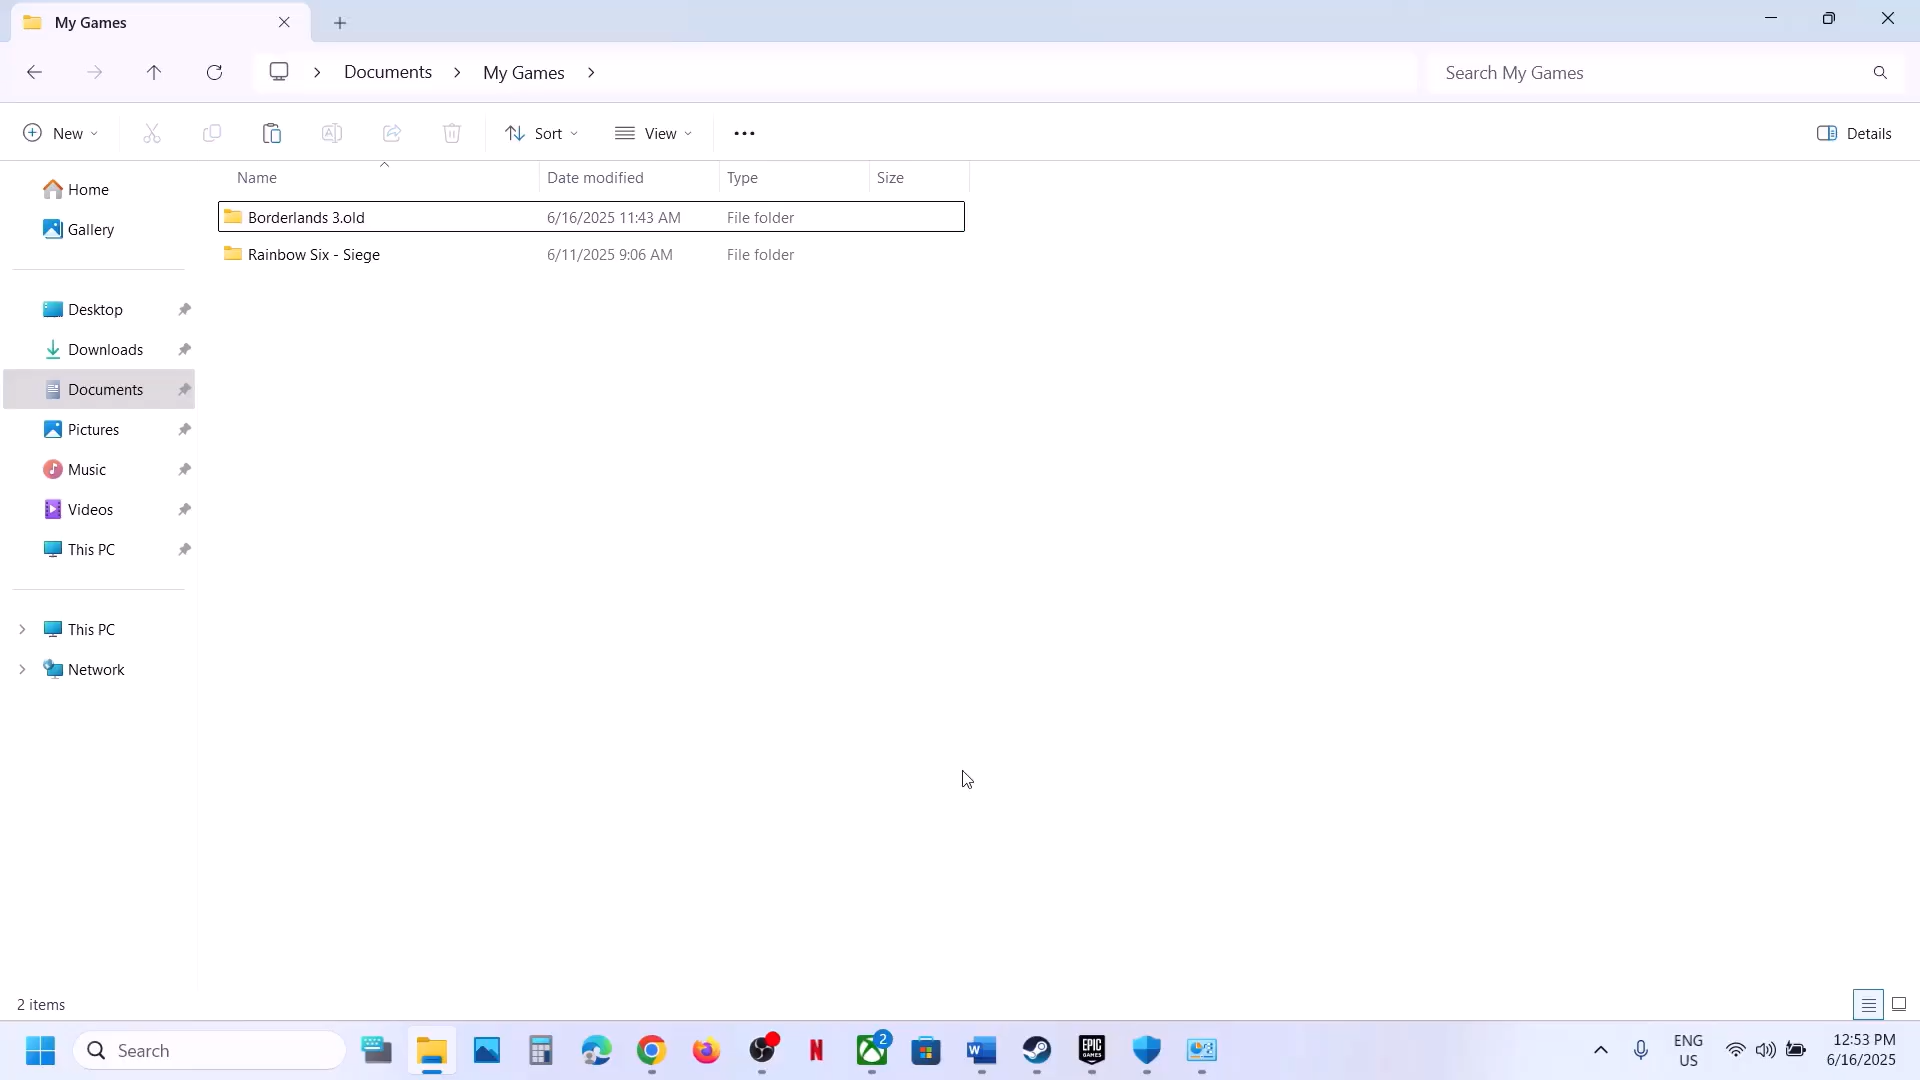 My Games
Documents
My Games
Search My Games
New
Sort
View
Details
Name
Date modified
Type
Size
Borderlands 3.old
6/16/2025 11:43 AM
File folder
Rainbow Six - Siege
6/11/2025 9:06 AM
File folder
Home
Gallery
Desktop
Downloads
Documents
Pictures
Music
Videos
This PC
This PC
Network
2 items
Search
N
2
W
EPIC
GAMES
ENG
US
12:53 PM
6/16/2025